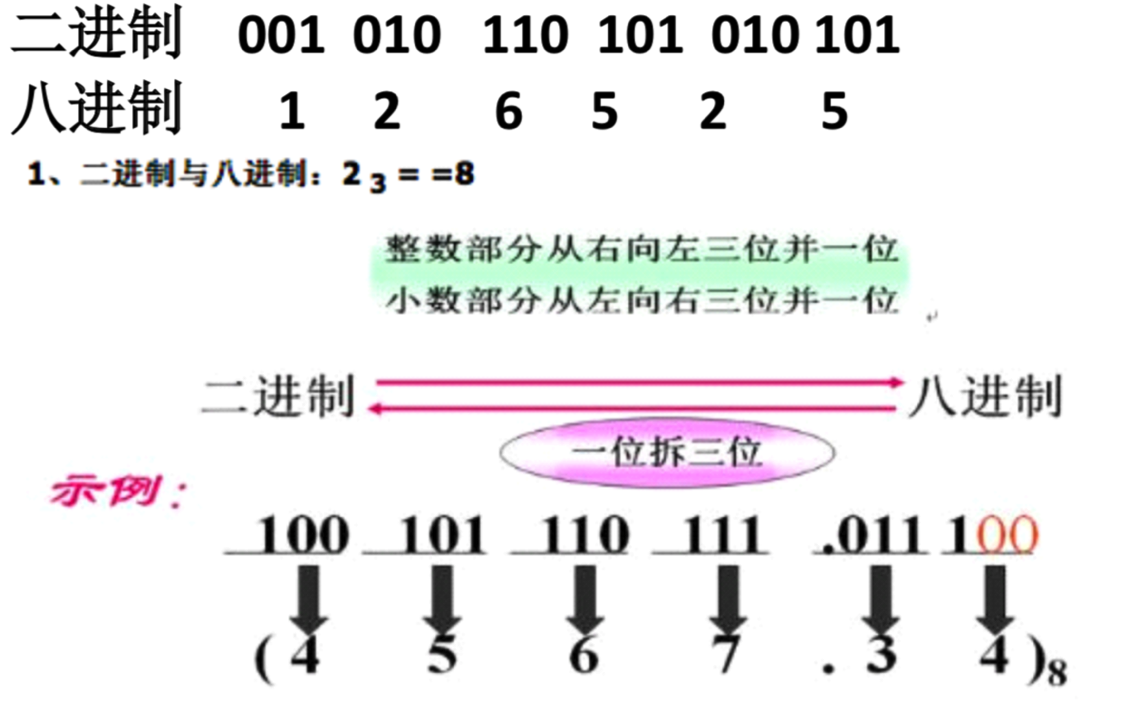 二进制 001 010 110 101 010 101
八进制 1 2 6 5 2 5
1、二进制与八进制：2 3 = =8
整数部分从右向左三位并一位
小数部分从左向右三位并一位
二进制 八进制
一位拆三位
示例：
100 101 110 111 .011 100
(4 5 6 7 . 3 4)8